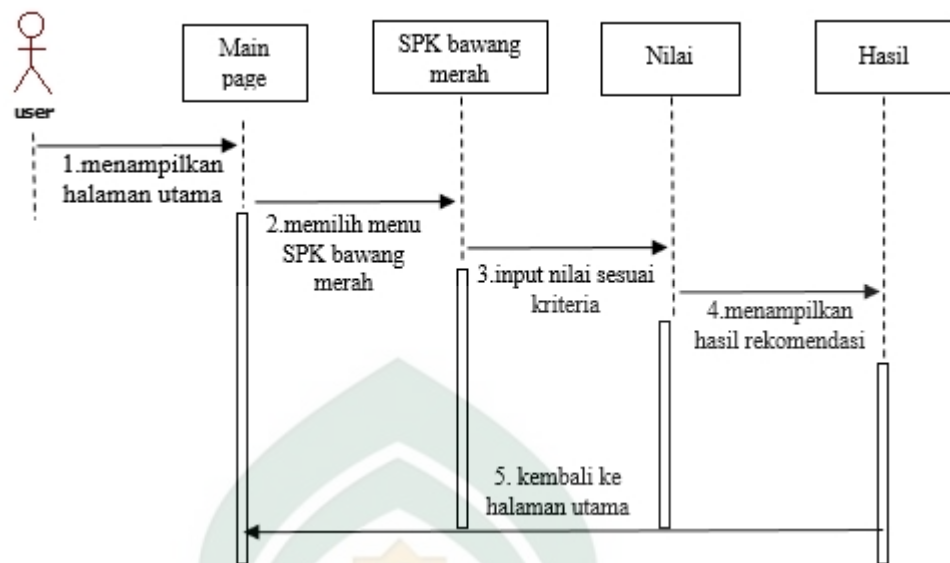 user
Main
page
SPK bawang
merah
Nilai
Hasil
1.menampilkan
halaman utama
2.memilih menu
SPK bawang
merah
3.input nilai sesuai
kriteria
4.menampilkan
hasil rekomendasi
5. kembali ke
halaman utama